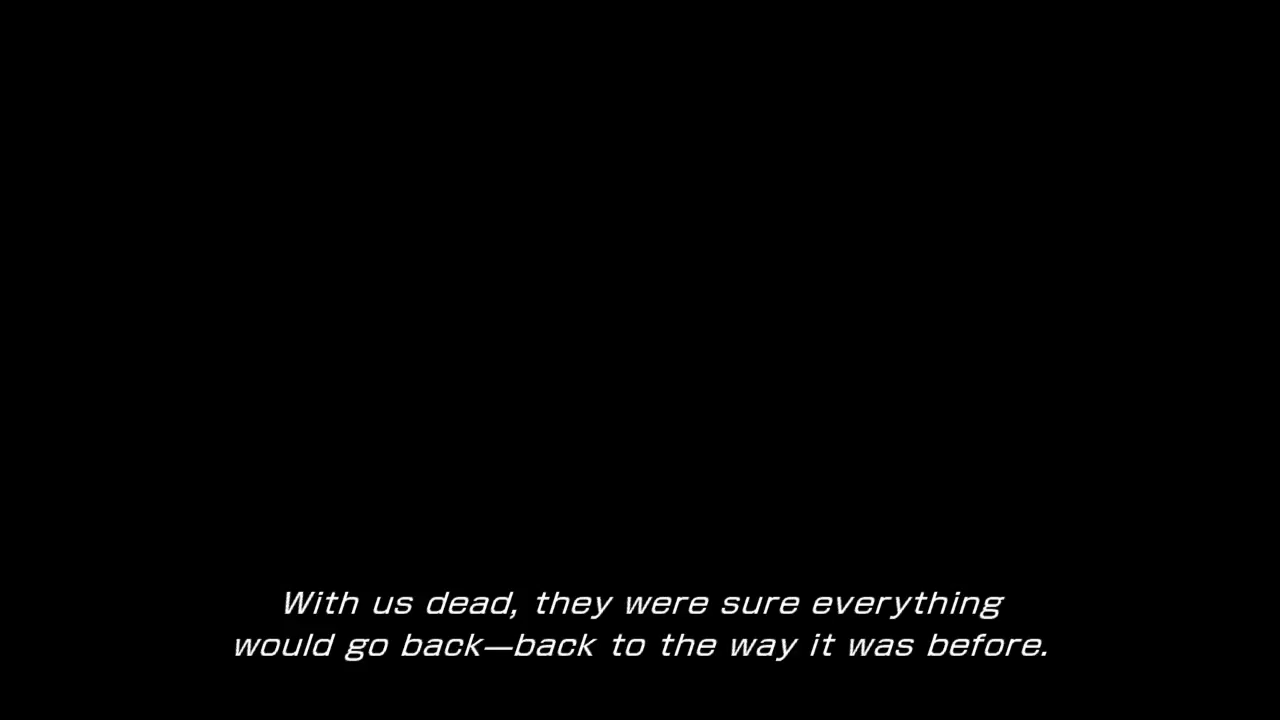 With us dead, they were sure everything
would go back—back to the way it was before.